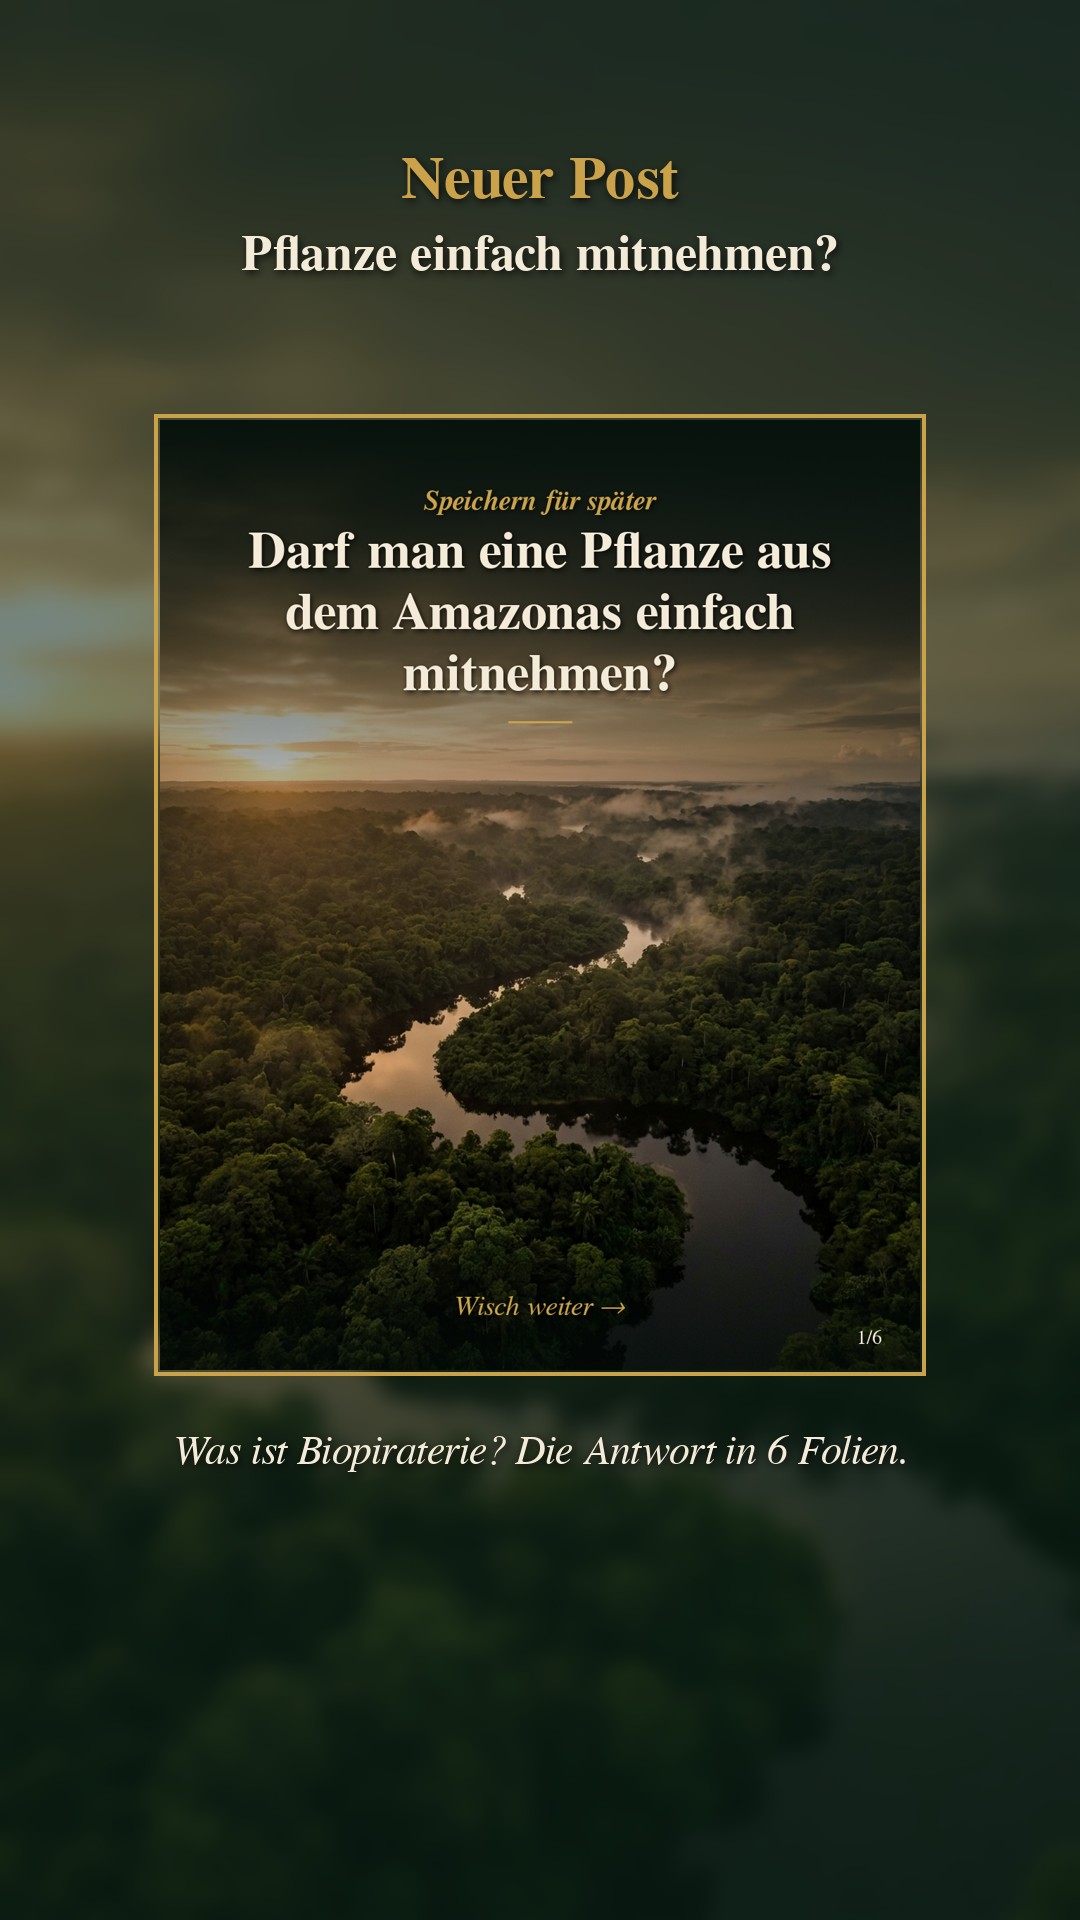 Neuer Post
Pflanze einfach mitnehmen?
Speichern für später
Darf man eine Pflanze aus
dem Amazonas einfach
mitnehmen?
Wisch weiter →
1/6
Was ist Biopiraterie? Die Antwort in 6 Folien.